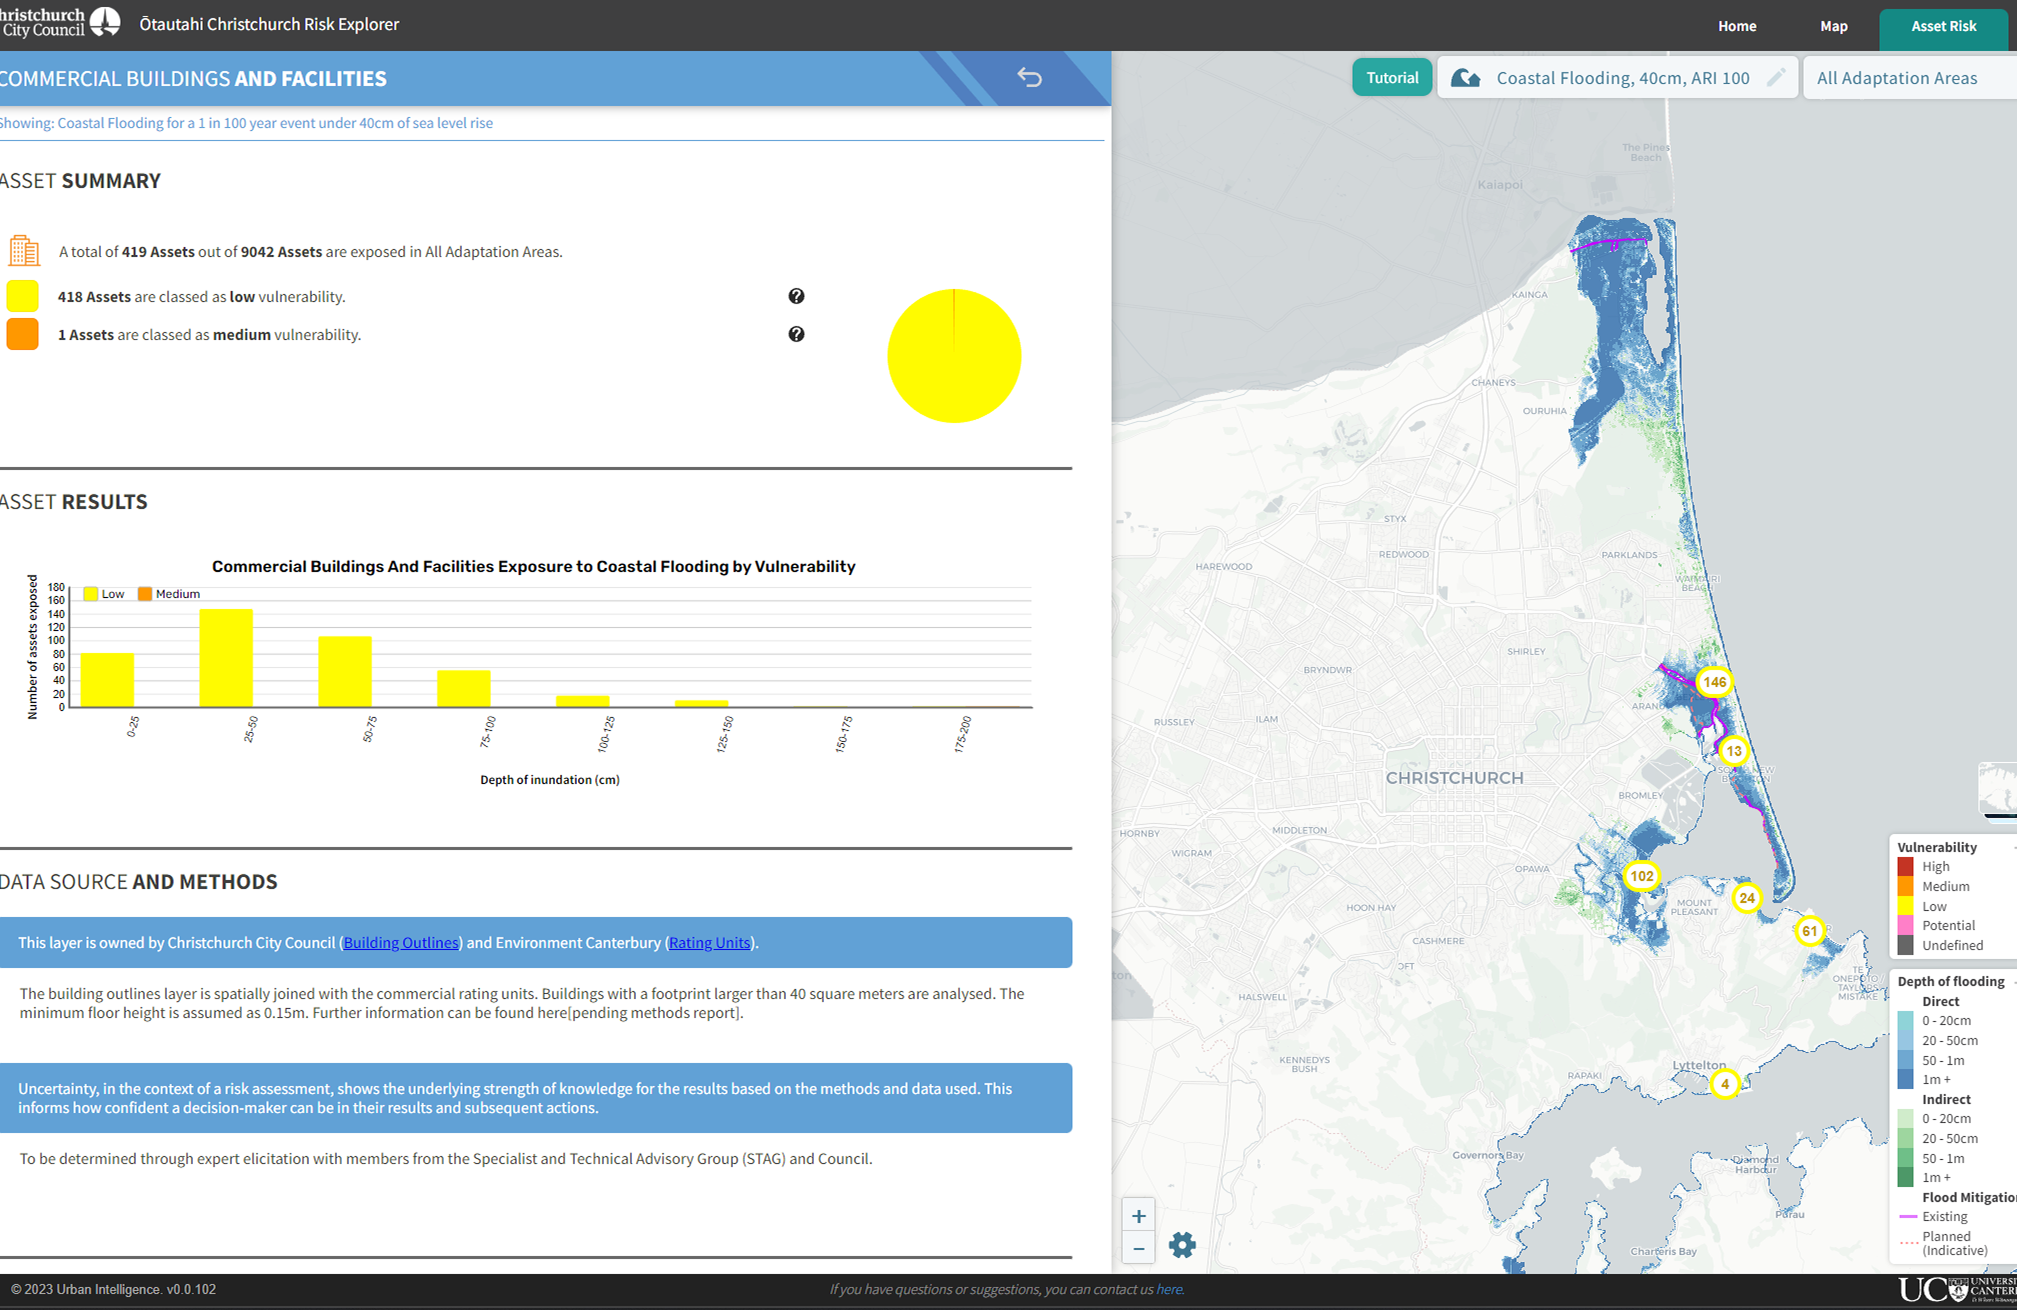 City Council
Ōtautahi Christchurch Risk Explorer
Home
Map
Asset Risk
COMMERCIAL BUILDINGS AND FACILITIES
Showing: Coastal Flooding for a 1 in 100 year event under 40cm of sea level rise
ASSET SUMMARY
A total of 419 Assets out of 9042 Assets are exposed in All Adaptation Areas.
418 Assets are classed as low vulnerability.
?
1 Assets are classed as medium vulnerability.
?
ASSET RESULTS
Commercial Buildings And Facilities Exposure to Coastal Flooding by Vulnerability
Number of assets exposed
180
160
140
120
100
80
60
40
20
0
Low
Medium
0-25
25-50
50-75
75-100
100-125
125-150
150-175
175-200
Depth of inundation (cm)
DATA SOURCE AND METHODS
This layer is owned by Christchurch City Council (Building Outlines) and Environment Canterbury (Rating Units).
The building outlines layer is spatially joined with the commercial rating units. Buildings with a footprint larger than 40 square meters are analysed. The
minimum floor height is assumed as 0.15m. Further information can be found here[pending methods report].
Uncertainty, in the context of a risk assessment, shows the underlying strength of knowledge for the results based on the methods and data used. This
informs how confident a decision-maker can be in their results and subsequent actions.
To be determined through expert elicitation with members from the Specialist and Technical Advisory Group (STAG) and Council.
Tutorial
Coastal Flooding, 40cm, ARI 100
All Adaptation Areas
The Pines
Beach
Kaiapoi
KAINGA
CHANEYS
OURUHIA
STYX
REDWOOD
PARKLANDS
HAREWOOD
WAIMAIRI
BEACH
SHIRLEY
BRYNDWR
146
RUSSLEY
ILAM
13
CHRISTCHURCH
BROMLEY
HORNBY
MIDDLETON
WIGRAM
OPAWA
102
24
MOUNT
PLEASANT
HOON HAY
61
CASHMERE
HALSWELL
TE
ONEPOTO/
TAYLORS
MISTAKE
KENNEDYS
BUSH
RAPAKI
Lyttelton
4
Governors Bay
Diamond
Harbour
Purau
Charteris Bay
+
−
Vulnerability
High
Medium
Low
Potential
Undefined
Depth of flooding
Direct
0 - 20cm
20 - 50cm
50 - 1m
1m +
Indirect
0 - 20cm
20 - 50cm
50 - 1m
1m +
Flood
Existing
Planned
(Indicative)
© 2023 Urban Intelligence. v0.0.102
If you have questions or suggestions, you can contact us here.
UC